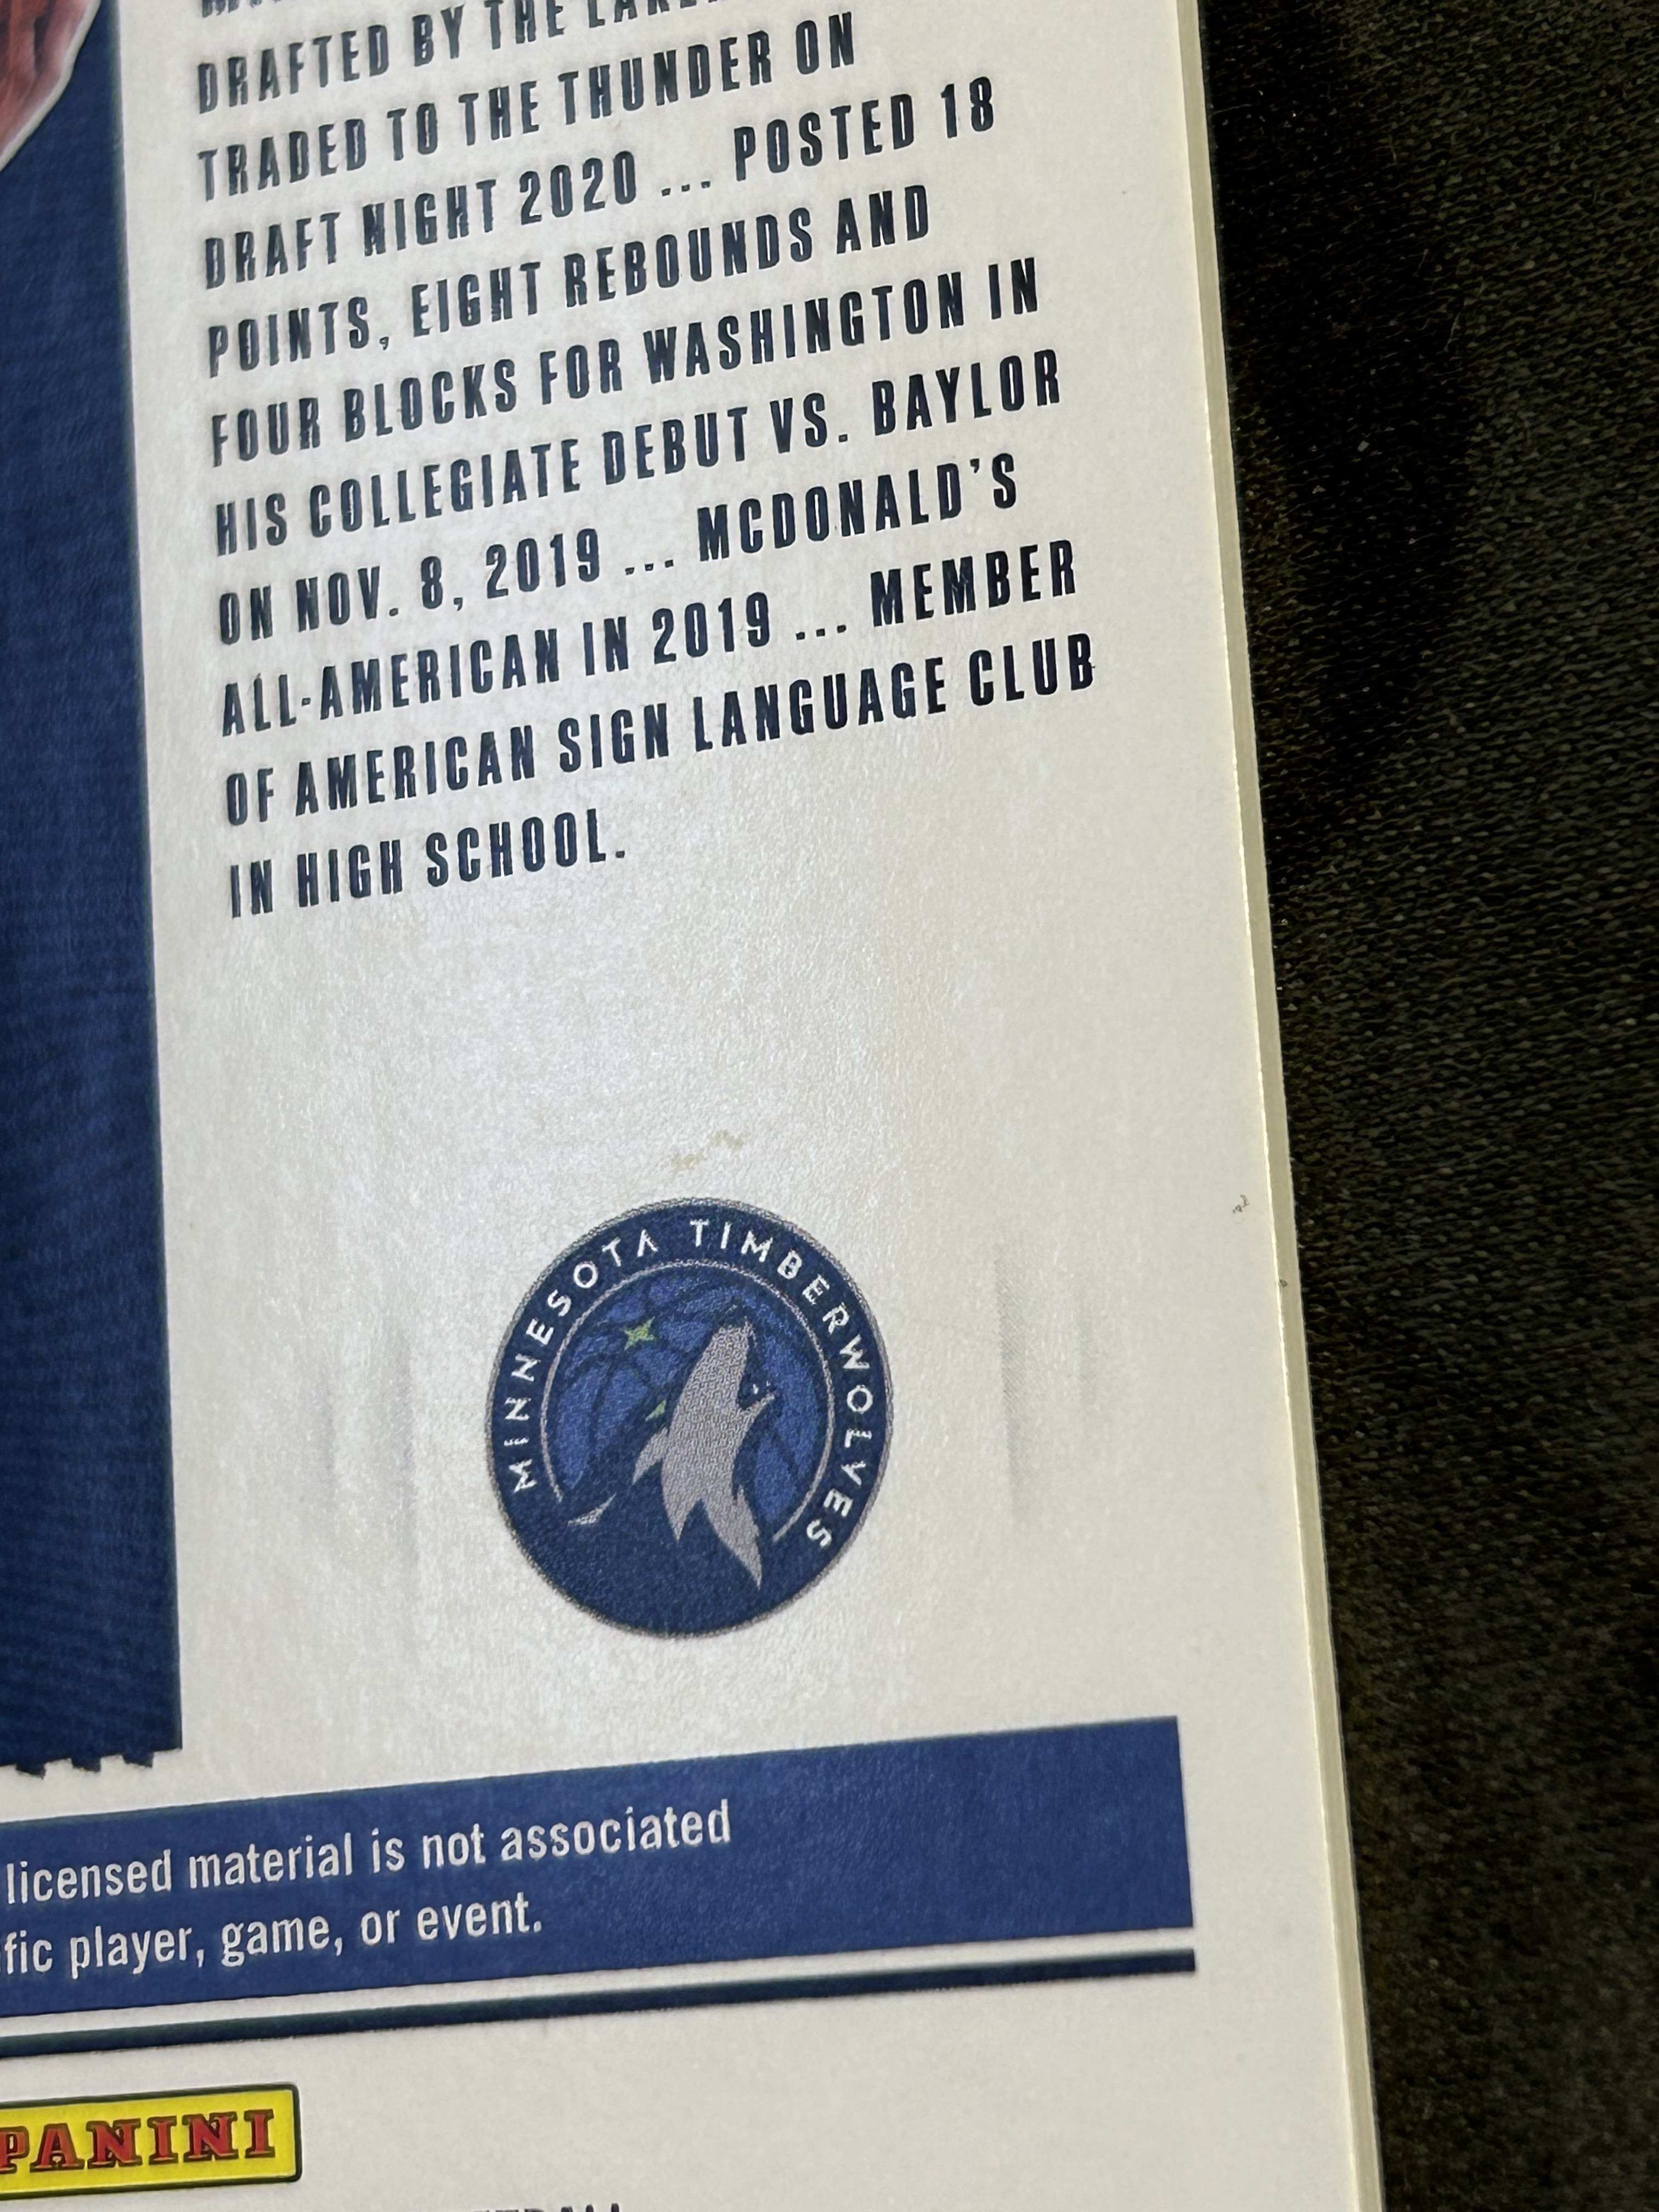 DRAFTED BY THE
TRADED TO THE THUNDER ON
DRAFT NIGHT 2020 ... POSTED 18
POINTS, EIGHT REBOUNDS AND
FOUR BLOCKS FOR WASHINGTON IN
HIS COLLEGIATE DEBUT VS. BAYLOR
ON NOV. 8, 2019 ... MCDONALD'S
ALL-AMERICAN IN 2019 ... MEMBER
OF AMERICAN SIGN LANGUAGE CLUB
IN HIGH SCHOOL.
MINNESOTA TIMBERWOLVES
licensed material is not associated
fic player, game, or event.
PANINI